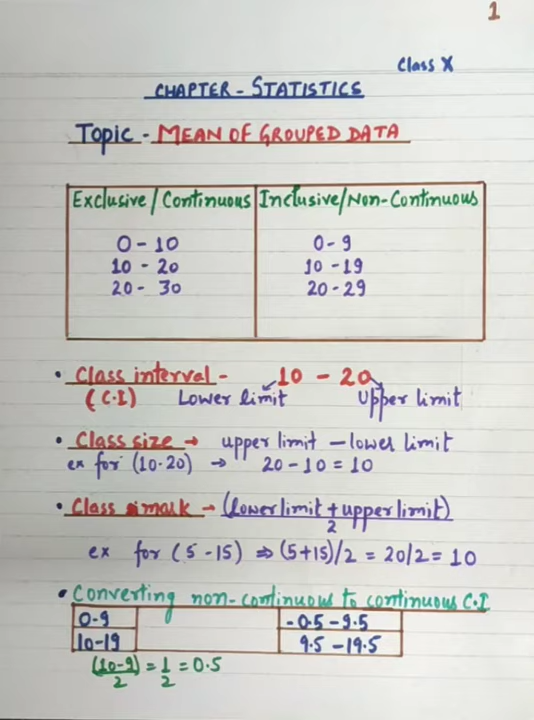 1
Class X
CHAPTER - STATISTICS
Topic - MEAN OF GROUPED DATA
Exclusive / Continuous Inclusive/Non-Continuous
0 - 10 0 - 9
10 - 20 10 - 19
20 - 30 20 - 29
• Class interval - 10 - 20
(C.I) Lower limit Upper limit
• Class size → upper limit - lower limit
ex for (10-20) → 20 - 10 = 10
• Class mark - (lower limit + upper limit)
2
ex for (5 - 15) ⇒ (5+15)/2 = 20/2 = 10
• Converting non-continuous to continuous C.I
0-9 -0.5 - 9.5
10-19 9.5 - 19.5
(10-9)/2 = 1/2 = 0.5